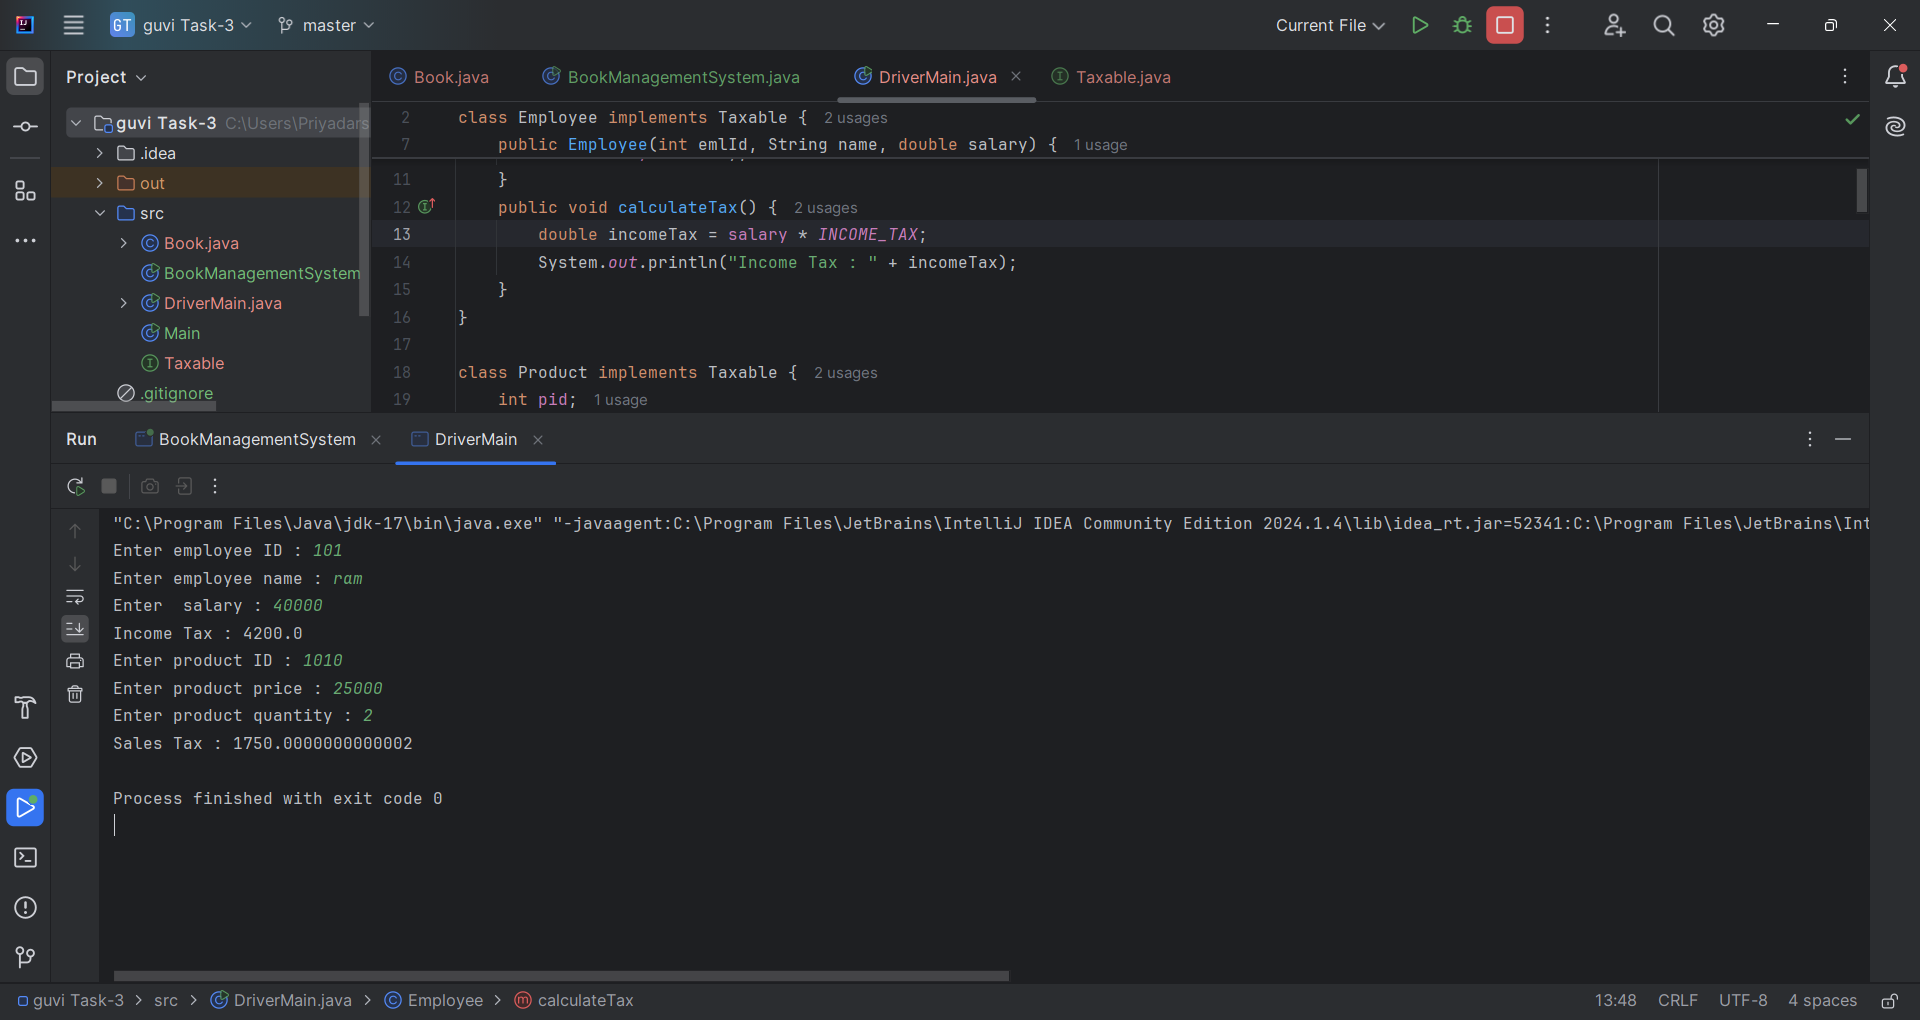 GT guvi Task-3 master Current File
Project
guvi Task-3 C:\Users\Priyadars
.idea
out
src
Book.java
BookManagementSystem
DriverMain.java
Main
Taxable
.gitignore
Book.java BookManagementSystem.java DriverMain.java Taxable.java
2 class Employee implements Taxable { 2 usages
7 public Employee(int emlId, String name, double salary) { 1 usage
11 }
12 public void calculateTax() { 2 usages
13 double incomeTax = salary * INCOME_TAX;
14 System.out.println("Income Tax : " + incomeTax);
15 }
16 }
17
18 class Product implements Taxable { 2 usages
19 int pid; 1 usage
Run BookManagementSystem DriverMain
"C:\Program Files\Java\jdk-17\bin\java.exe" "-javaagent:C:\Program Files\JetBrains\IntelliJ IDEA Community Edition 2024.1.4\lib\idea_rt.jar=52341:C:\Program Files\JetBrains\Int
Enter employee ID : 101
Enter employee name : ram
Enter  salary : 40000
Income Tax : 4200.0
Enter product ID : 1010
Enter product price : 25000
Enter product quantity : 2
Sales Tax : 1750.0000000000002
Process finished with exit code 0
guvi Task-3 > src > DriverMain.java > Employee > calculateTax 13:48 CRLF UTF-8 4 spaces